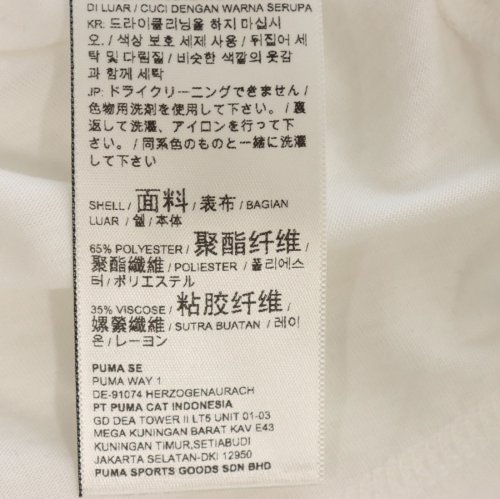 DI LUAR / CUCI DENGAN WARNA SERUPA
KR: 드라이클리닝을 하지 마십시
오. / 색상 보호 세제 사용 / 뒤집어 세
탁 및 다림질 / 비슷한 색깔의 옷감
과 함께 세탁
JP: ドライクリーニングできません /
色物用洗剤を使用して下さい。 / 裏
返して洗濯、アイロンを行って下
さい。 / 同系色のものと一緒に洗濯
して下さい
SHELL / 面料 / 表布 / BAGIAN
LUAR / 쉘 / 本体
65% POLYESTER / 聚酯纤维 /
聚酯纖維 / POLIESTER / 폴리에스
터 / ポリエステル
35% VISCOSE / 粘胶纤维 /
嫘縈纖維 / SUTRA BUATAN / 레이
온 / レーヨン
PUMA SE
PUMA WAY 1
DE-91074 HERZOGENAURACH
PT PUMA CAT INDONESIA
GD DEA TOWER II LT5 UNIT 01-03
MEGA KUNINGAN BARAT KAV E43
KUNINGAN TIMUR,SETIABUDI
JAKARTA SELATAN-DKI 12950
PUMA SPORTS GOODS SDN BHD